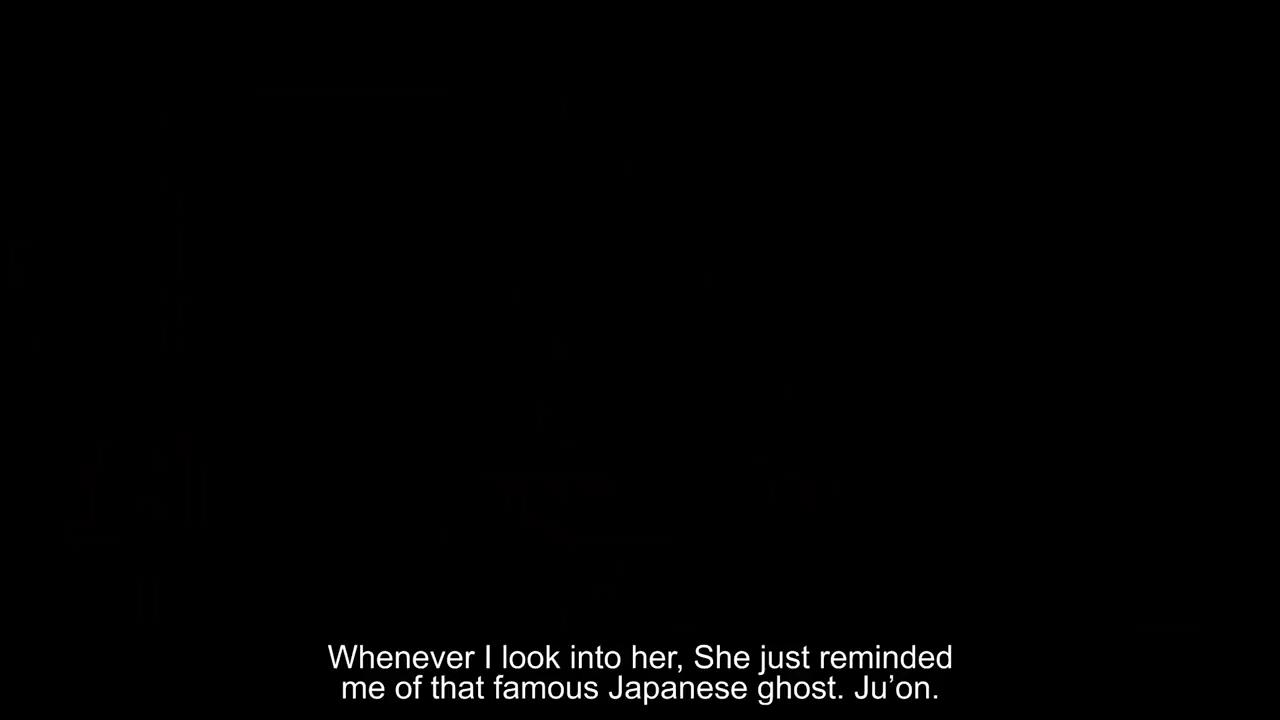 Whenever I look into her, She just reminded
me of that famous Japanese ghost. Ju’on.